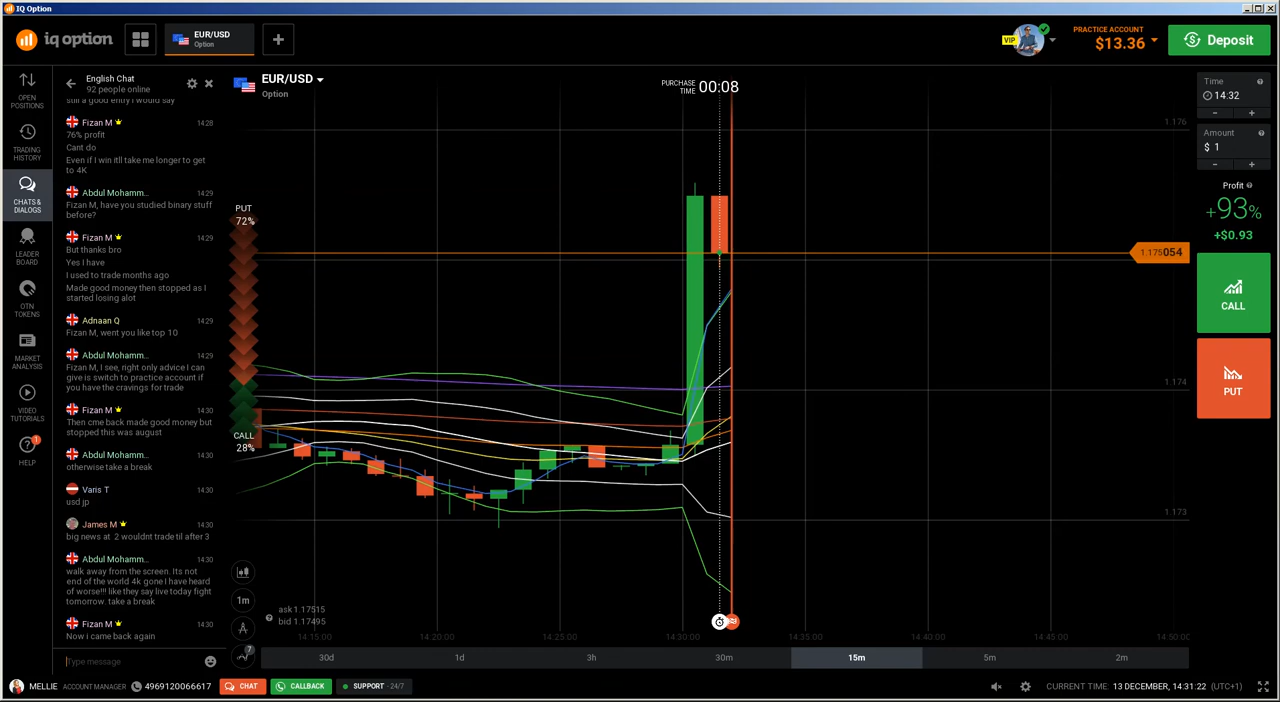 IQ Option
iq option
EUR/USD
Option
VIP
PRACTICE ACCOUNT
$13.36
Deposit
OPEN
POSITIONS
TRADING
HISTORY
CHATS &
DIALOGS
LEADER
BOARD
OTN
TOKENS
MARKET
ANALYSIS
VIDEO
TUTORIALS
1
HELP
English Chat
92 people online
still a good entry i would say
Fizan M 14:28
76% profit
Cant do
Even if I win itll take me longer to
get to 4K
Abdul Mohamm... 14:29
Fizan M, have you studied binary stuff
before?
Fizan M 14:29
But thanks bro
Yes I have
I used to trade months ago
Made good money then stopped as I
started losing alot
Adnaan Q 14:29
Fizan M, went you like top 10
Abdul Mohamm... 14:29
Fizan M, I see, right only advice I can
give is switch to practice account if
you have the cravings for trade
Fizan M 14:30
Then cme back made good money but
stopped this was august
Abdul Mohamm... 14:30
otherwise take a break
Varis T 14:30
usd jp
James M 14:30
big news at 2 wouldnt trade til after 3
Abdul Mohamm... 14:30
walk away from the screen. Its not
end of the world 4k gone I have heard
of worse!!! like they say live today fight
tomorrow. take a break
Fizan M 14:30
Now i came back again
Type message
EUR/USD
Option
PURCHASE
TIME 00:08
PUT
72%
CALL
28%
1.176
1.175054
1.174
1.173
1m
7
ask 1.17515
bid 1.17495
14:15:00 14:20:00 14:25:00 14:30:00 14:35:00 14:40:00 14:45:00 14:50:00
30d 1d 3h 30m 15m 5m 2m
Time
14:32
- +
Amount
$ 1
- +
Profit
+93%
+$0.93
CALL
PUT
MELLIE ACCOUNT MANAGER 4969120066617 CHAT CALLBACK SUPPORT - 24/7 CURRENT TIME: 13 DECEMBER, 14:31:22 (UTC+1)